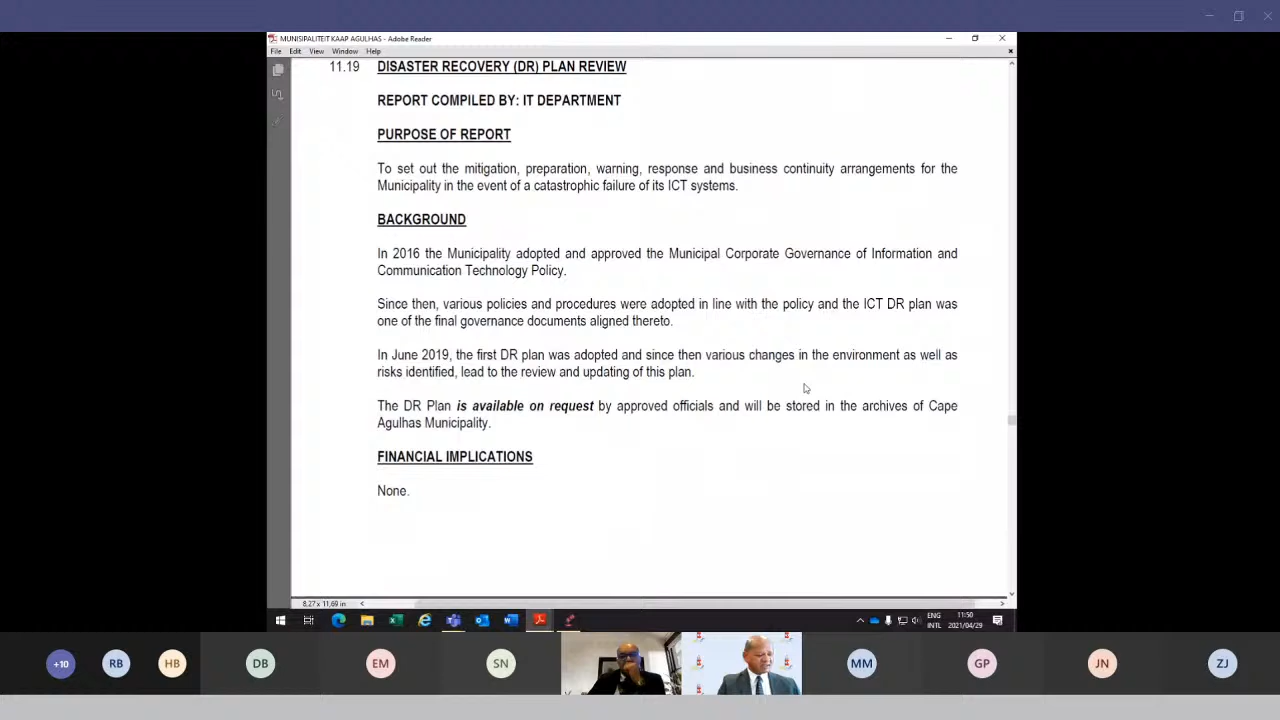 MUNISIPALITEIT KAAP AGULHAS - Adobe Reader
File Edit View Window Help
11.19 DISASTER RECOVERY (DR) PLAN REVIEW
REPORT COMPILED BY: IT DEPARTMENT
PURPOSE OF REPORT
To set out the mitigation, preparation, warning, response and business continuity arrangements for the
Municipality in the event of a catastrophic failure of its ICT systems.
BACKGROUND
In 2016 the Municipality adopted and approved the Municipal Corporate Governance of Information and
Communication Technology Policy.
Since then, various policies and procedures were adopted in line with the policy and the ICT DR plan was
one of the final governance documents aligned thereto.
In June 2019, the first DR plan was adopted and since then various changes in the environment as well as
risks identified, lead to the review and updating of this plan.
The DR Plan is available on request by approved officials and will be stored in the archives of Cape
Agulhas Municipality.
FINANCIAL IMPLICATIONS
None.
8,27 x 11,69 in
ENG 11:50
INTL 2021/04/29
+10 RB HB DB EM SN MM GP JN ZJ